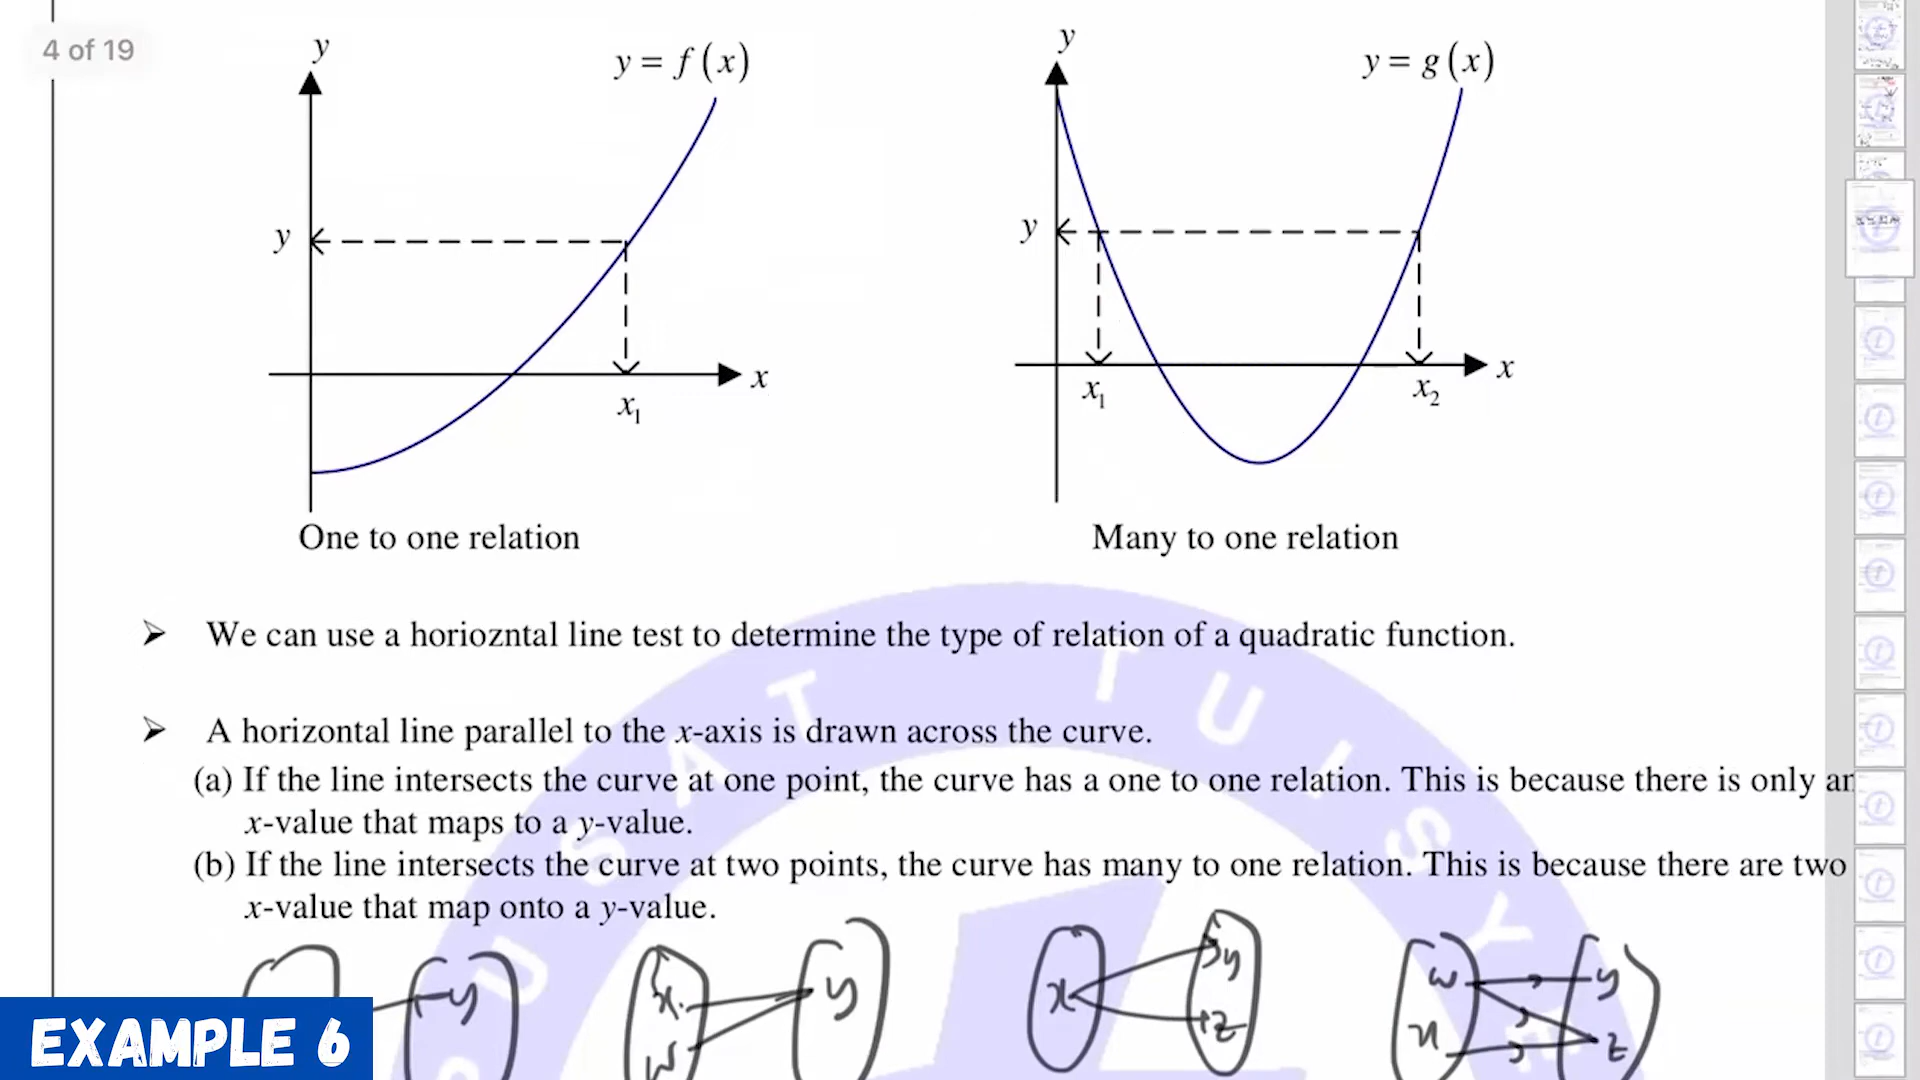 4 of 19
y
y = f (x)
y
x
x1
One to one relation
y
y = g (x)
y
x
x1
x2
Many to one relation
➢ We can use a horiozntal line test to determine the type of relation of a quadratic function.
➢ A horizontal line parallel to the x-axis is drawn across the curve.
(a) If the line intersects the curve at one point, the curve has a one to one relation. This is because there is only an
x-value that maps to a y-value.
(b) If the line intersects the curve at two points, the curve has many to one relation. This is because there are two
x-value that map onto a y-value.
y
x
y
w
x
y
z
w
y
x
z
EXAMPLE 6